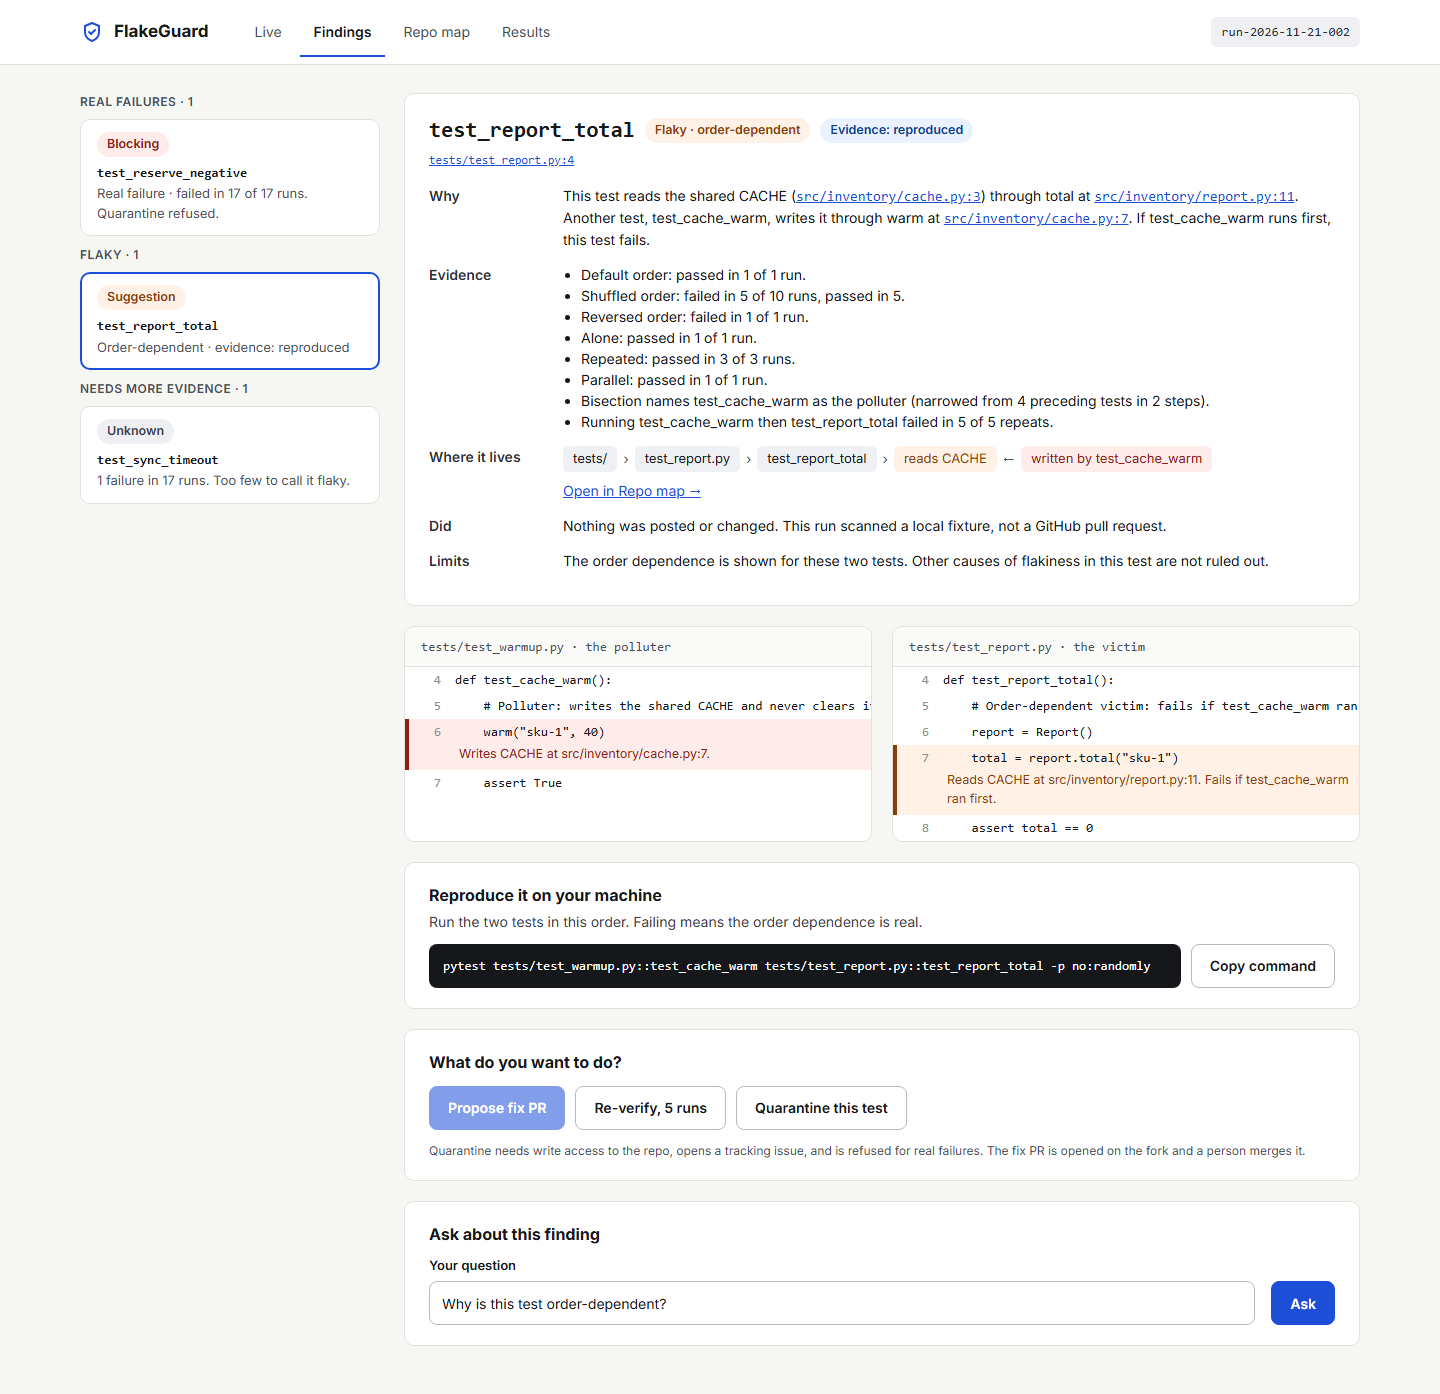 FlakeGuard
Live
Findings
Repo map
Results
run-2026-11-21-002
REAL FAILURES · 1
Blocking
test_reserve_negative
Real failure · failed in 17 of 17 runs.
Quarantine refused.
FLAKY · 1
Suggestion
test_report_total
Order-dependent · evidence: reproduced
NEEDS MORE EVIDENCE · 1
Unknown
test_sync_timeout
1 failure in 17 runs. Too few to call it flaky.
test_report_total
Flaky · order-dependent
Evidence: reproduced
tests/test_report.py:4
Why
This test reads the shared CACHE (src/inventory/cache.py:3) through total at src/inventory/report.py:11.
Another test, test_cache_warm, writes it through warm at src/inventory/cache.py:7. If test_cache_warm runs first,
this test fails.
Evidence
• Default order: passed in 1 of 1 run.
• Shuffled order: failed in 5 of 10 runs, passed in 5.
• Reversed order: failed in 1 of 1 run.
• Alone: passed in 1 of 1 run.
• Repeated: passed in 3 of 3 runs.
• Parallel: passed in 1 of 1 run.
• Bisection names test_cache_warm as the polluter (narrowed from 4 preceding tests in 2 steps).
• Running test_cache_warm then test_report_total failed in 5 of 5 repeats.
Where it lives
tests/ › test_report.py › test_report_total › reads CACHE ← written by test_cache_warm
Open in Repo map →
Did
Nothing was posted or changed. This run scanned a local fixture, not a GitHub pull request.
Limits
The order dependence is shown for these two tests. Other causes of flakiness in this test are not ruled out.
tests/test_warmup.py · the polluter
4 def test_cache_warm():
5 # Polluter: writes the shared CACHE and never clears i
6 warm("sku-1", 40)
Writes CACHE at src/inventory/cache.py:7.
7 assert True
tests/test_report.py · the victim
4 def test_report_total():
5 # Order-dependent victim: fails if test_cache_warm ran
6 report = Report()
7 total = report.total("sku-1")
Reads CACHE at src/inventory/report.py:11. Fails if test_cache_warm
ran first.
8 assert total == 0
Reproduce it on your machine
Run the two tests in this order. Failing means the order dependence is real.
pytest tests/test_warmup.py::test_cache_warm tests/test_report.py::test_report_total -p no:randomly
Copy command
What do you want to do?
Propose fix PR
Re-verify, 5 runs
Quarantine this test
Quarantine needs write access to the repo, opens a tracking issue, and is refused for real failures. The fix PR is opened on the fork and a person merges it.
Ask about this finding
Your question
Why is this test order-dependent?
Ask